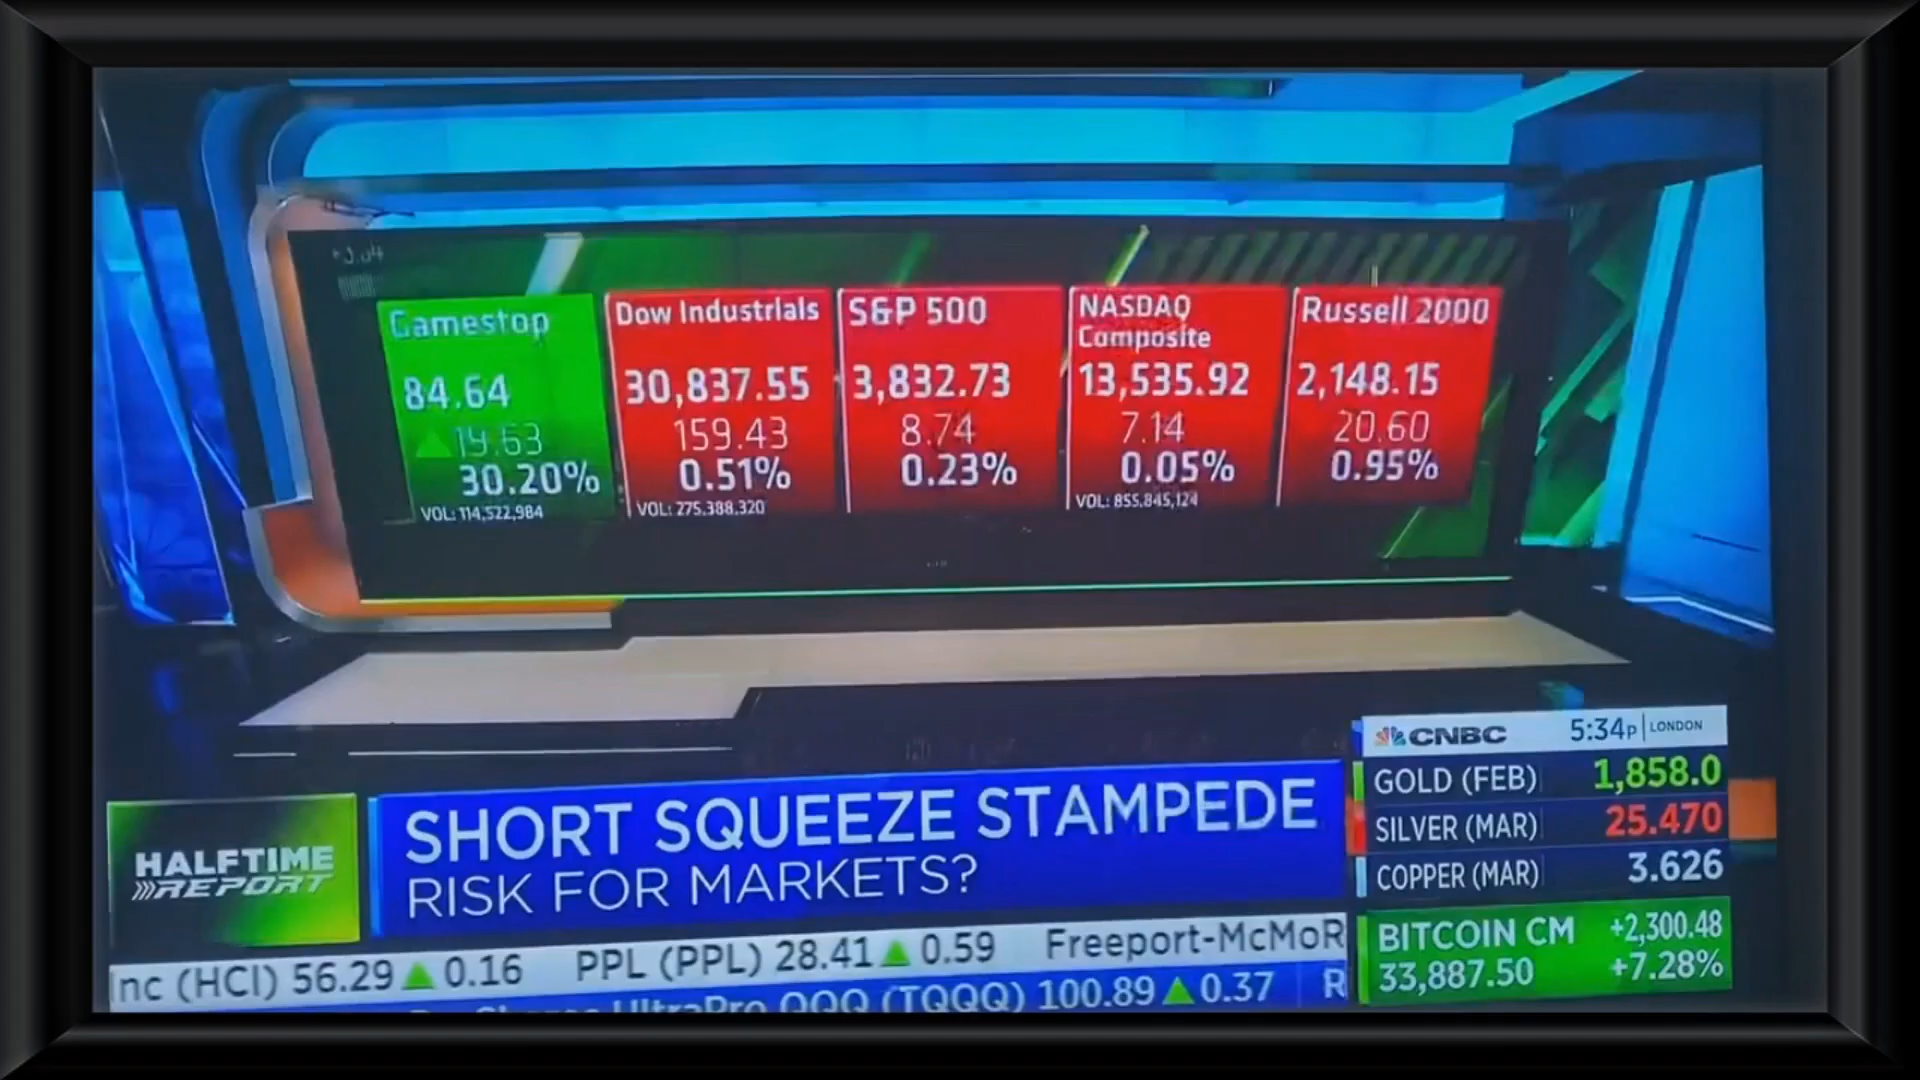 Gamestop
84.64
▲19.63
30.20%
VOL: 114,522,984
Dow Industrials
30,837.55
159.43
0.51%
VOL: 275,388,320
S&P 500
3,832.73
8.74
0.23%
NASDAQ
Composite
13,535.92
7.14
0.05%
VOL: 855,845,124
Russell 2000
2,148.15
20.60
0.95%
CNBC 5:34P LONDON
GOLD (FEB) 1,858.0
SILVER (MAR) 25.470
COPPER (MAR) 3.626
BITCOIN CM +2,300.48
33,887.50 +7.28%
HALFTIME
REPORT
SHORT SQUEEZE STAMPEDE
RISK FOR MARKETS?
Inc (HCI) 56.29 ▲ 0.16 PPL (PPL) 28.41 ▲ 0.59 Freeport-McMoR
UltraPro QQQ (TQQQ) 100.89 ▲ 0.37 R